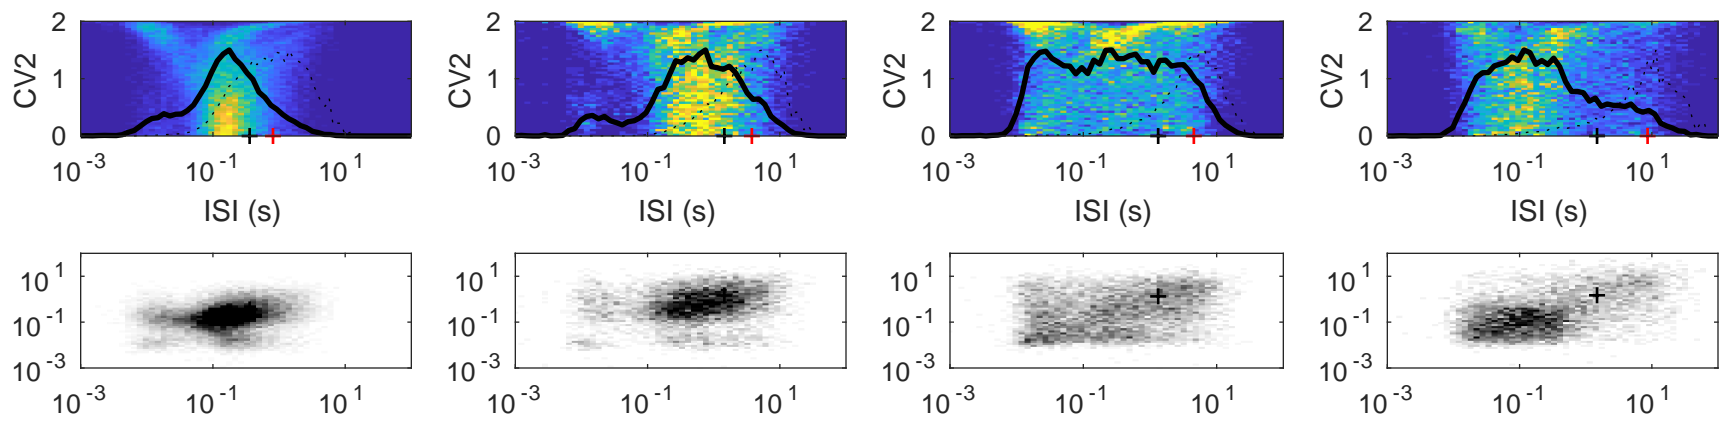 2 2 2 2
CV2 1 CV2 1 CV2 1 CV2 1
0 0 0 0
10^-3 10^-1 10^1 10^-3 10^-1 10^1 10^-3 10^-1 10^1 10^-3 10^-1 10^1
ISI (s) ISI (s) ISI (s) ISI (s)
10^1 10^1 10^1 10^1
10^-1 10^-1 10^-1 10^-1
10^-3 10^-3 10^-3 10^-3
10^-3 10^-1 10^1 10^-3 10^-1 10^1 10^-3 10^-1 10^1 10^-3 10^-1 10^1